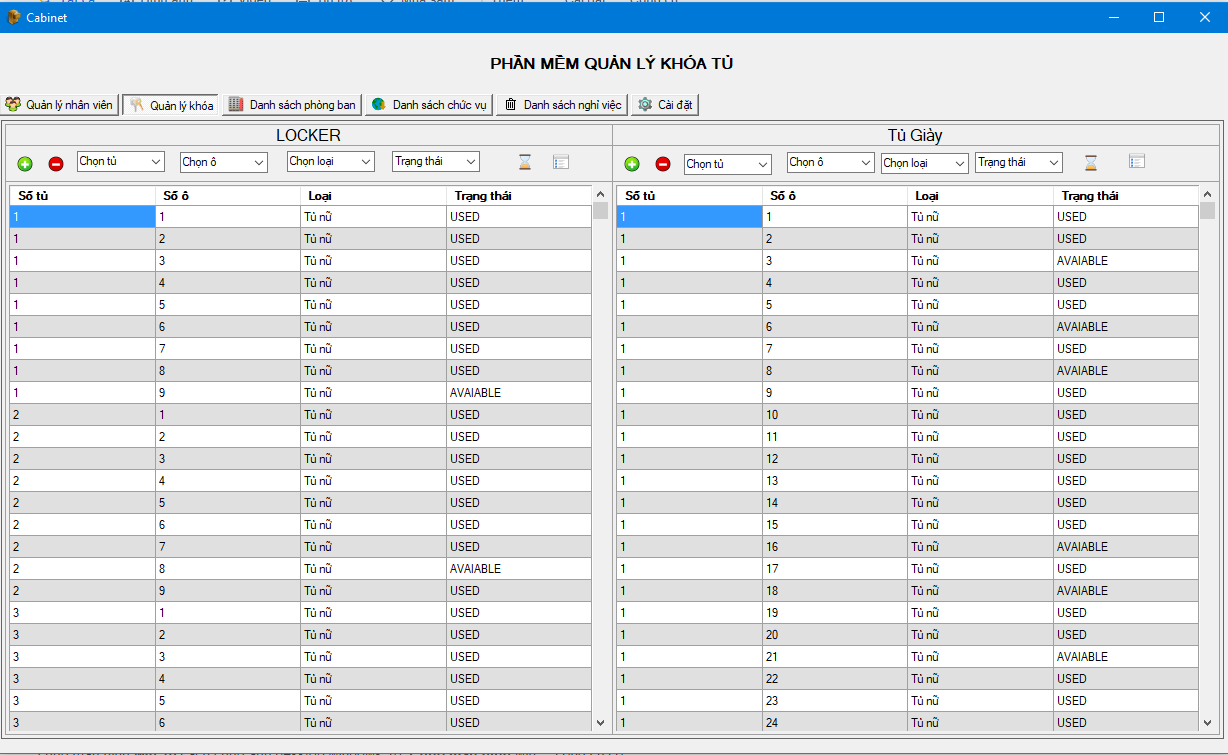 Cabinet
PHẦN MỀM QUẢN LÝ KHÓA TỦ
Quản lý nhân viên Quản lý khóa Danh sách phòng ban Danh sách chức vụ Danh sách nghỉ việc Cài đặt
LOCKER
Chọn tủ Chọn ô Chọn loại Trạng thái
Số tủ Số ô Loại Trạng thái
1 1 Tủ nữ USED
1 2 Tủ nữ USED
1 3 Tủ nữ USED
1 4 Tủ nữ USED
1 5 Tủ nữ USED
1 6 Tủ nữ USED
1 7 Tủ nữ USED
1 8 Tủ nữ USED
1 9 Tủ nữ AVAIABLE
2 1 Tủ nữ USED
2 2 Tủ nữ USED
2 3 Tủ nữ USED
2 4 Tủ nữ USED
2 5 Tủ nữ USED
2 6 Tủ nữ USED
2 7 Tủ nữ USED
2 8 Tủ nữ AVAIABLE
2 9 Tủ nữ USED
3 1 Tủ nữ USED
3 2 Tủ nữ USED
3 3 Tủ nữ USED
3 4 Tủ nữ USED
3 5 Tủ nữ USED
3 6 Tủ nữ USED
Tủ Giày
Chọn tủ Chọn ô Chọn loại Trạng thái
Số tủ Số ô Loại Trạng thái
1 1 Tủ nữ USED
1 2 Tủ nữ USED
1 3 Tủ nữ AVAIABLE
1 4 Tủ nữ USED
1 5 Tủ nữ USED
1 6 Tủ nữ AVAIABLE
1 7 Tủ nữ USED
1 8 Tủ nữ AVAIABLE
1 9 Tủ nữ USED
1 10 Tủ nữ USED
1 11 Tủ nữ USED
1 12 Tủ nữ USED
1 13 Tủ nữ USED
1 14 Tủ nữ USED
1 15 Tủ nữ USED
1 16 Tủ nữ AVAIABLE
1 17 Tủ nữ USED
1 18 Tủ nữ AVAIABLE
1 19 Tủ nữ USED
1 20 Tủ nữ USED
1 21 Tủ nữ AVAIABLE
1 22 Tủ nữ USED
1 23 Tủ nữ USED
1 24 Tủ nữ USED